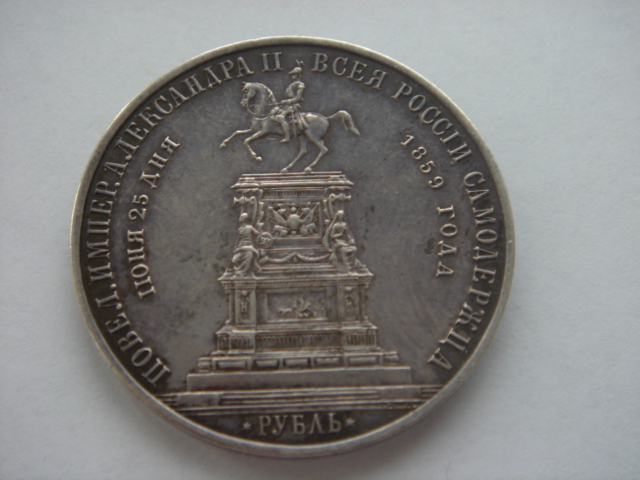 ПОВЕЛ. ИМПЕР. АЛЕКСАНДРА II ВСЕЯ РОССІИ САМОДЕРЖЦА
ІЮНЯ 25 ДНЯ
1859 ГОДА
* РУБЛЬ *